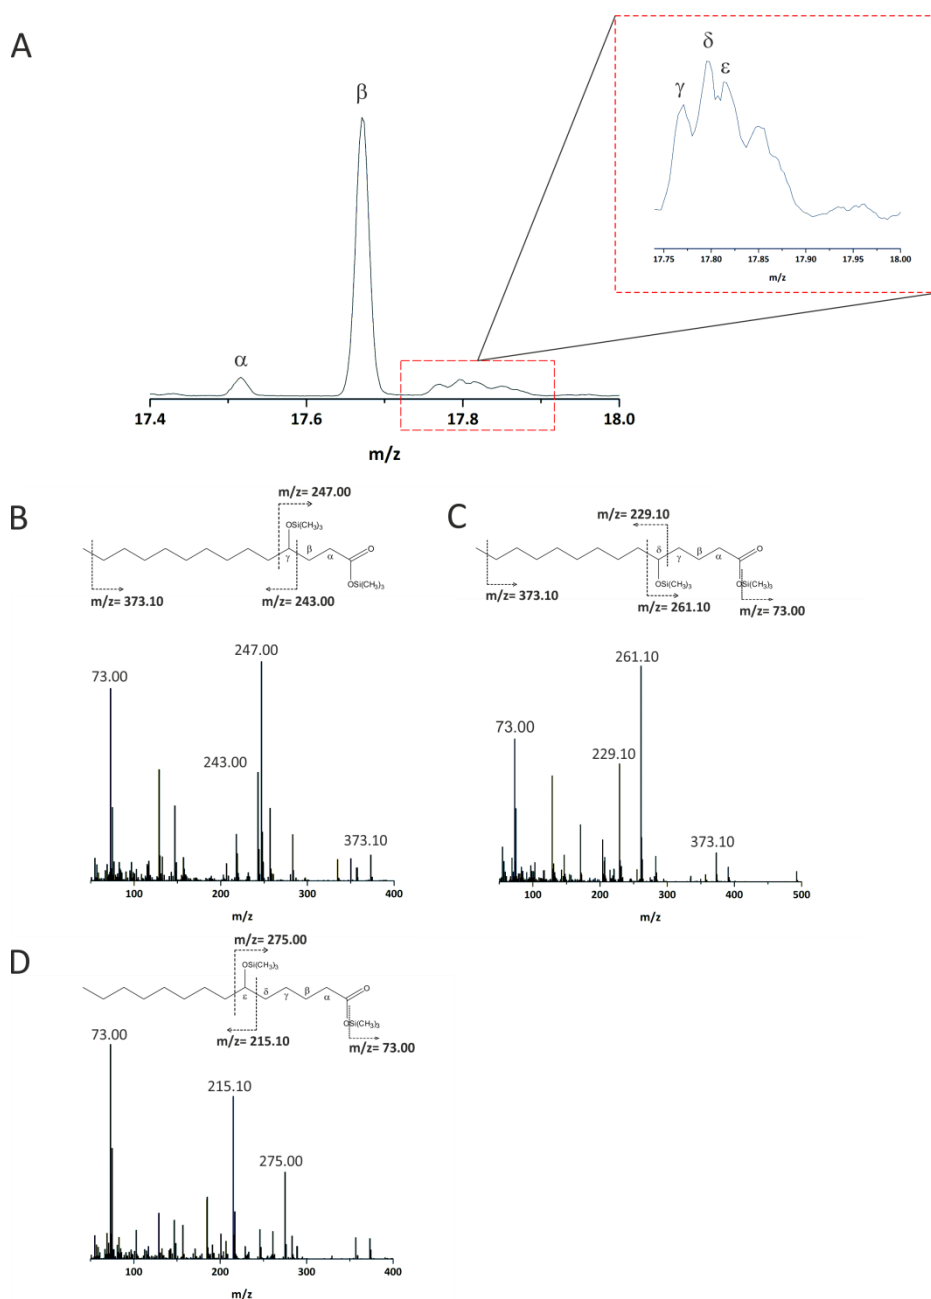 A
α
β
17.4
17.6
17.8
18.0
m/z
γ
δ
ε
17.75
17.80
17.85
17.90
17.95
18.00
m/z
B
m/z= 247.00
OSi(CH3)3
γ
β
α
O
OSi(CH3)3
m/z= 373.10
m/z= 243.00
73.00
247.00
243.00
373.10
100
200
300
400
m/z
C
m/z= 229.10
δ
γ
β
α
O
OSi(CH3)3
OSi(CH3)3
m/z= 373.10
m/z= 261.10
m/z= 73.00
73.00
261.10
229.10
373.10
100
200
300
400
500
m/z
D
m/z= 275.00
OSi(CH3)3
ε
δ
γ
β
α
O
OSi(CH3)3
m/z= 215.10
m/z= 73.00
73.00
215.10
275.00
100
200
300
400
m/z